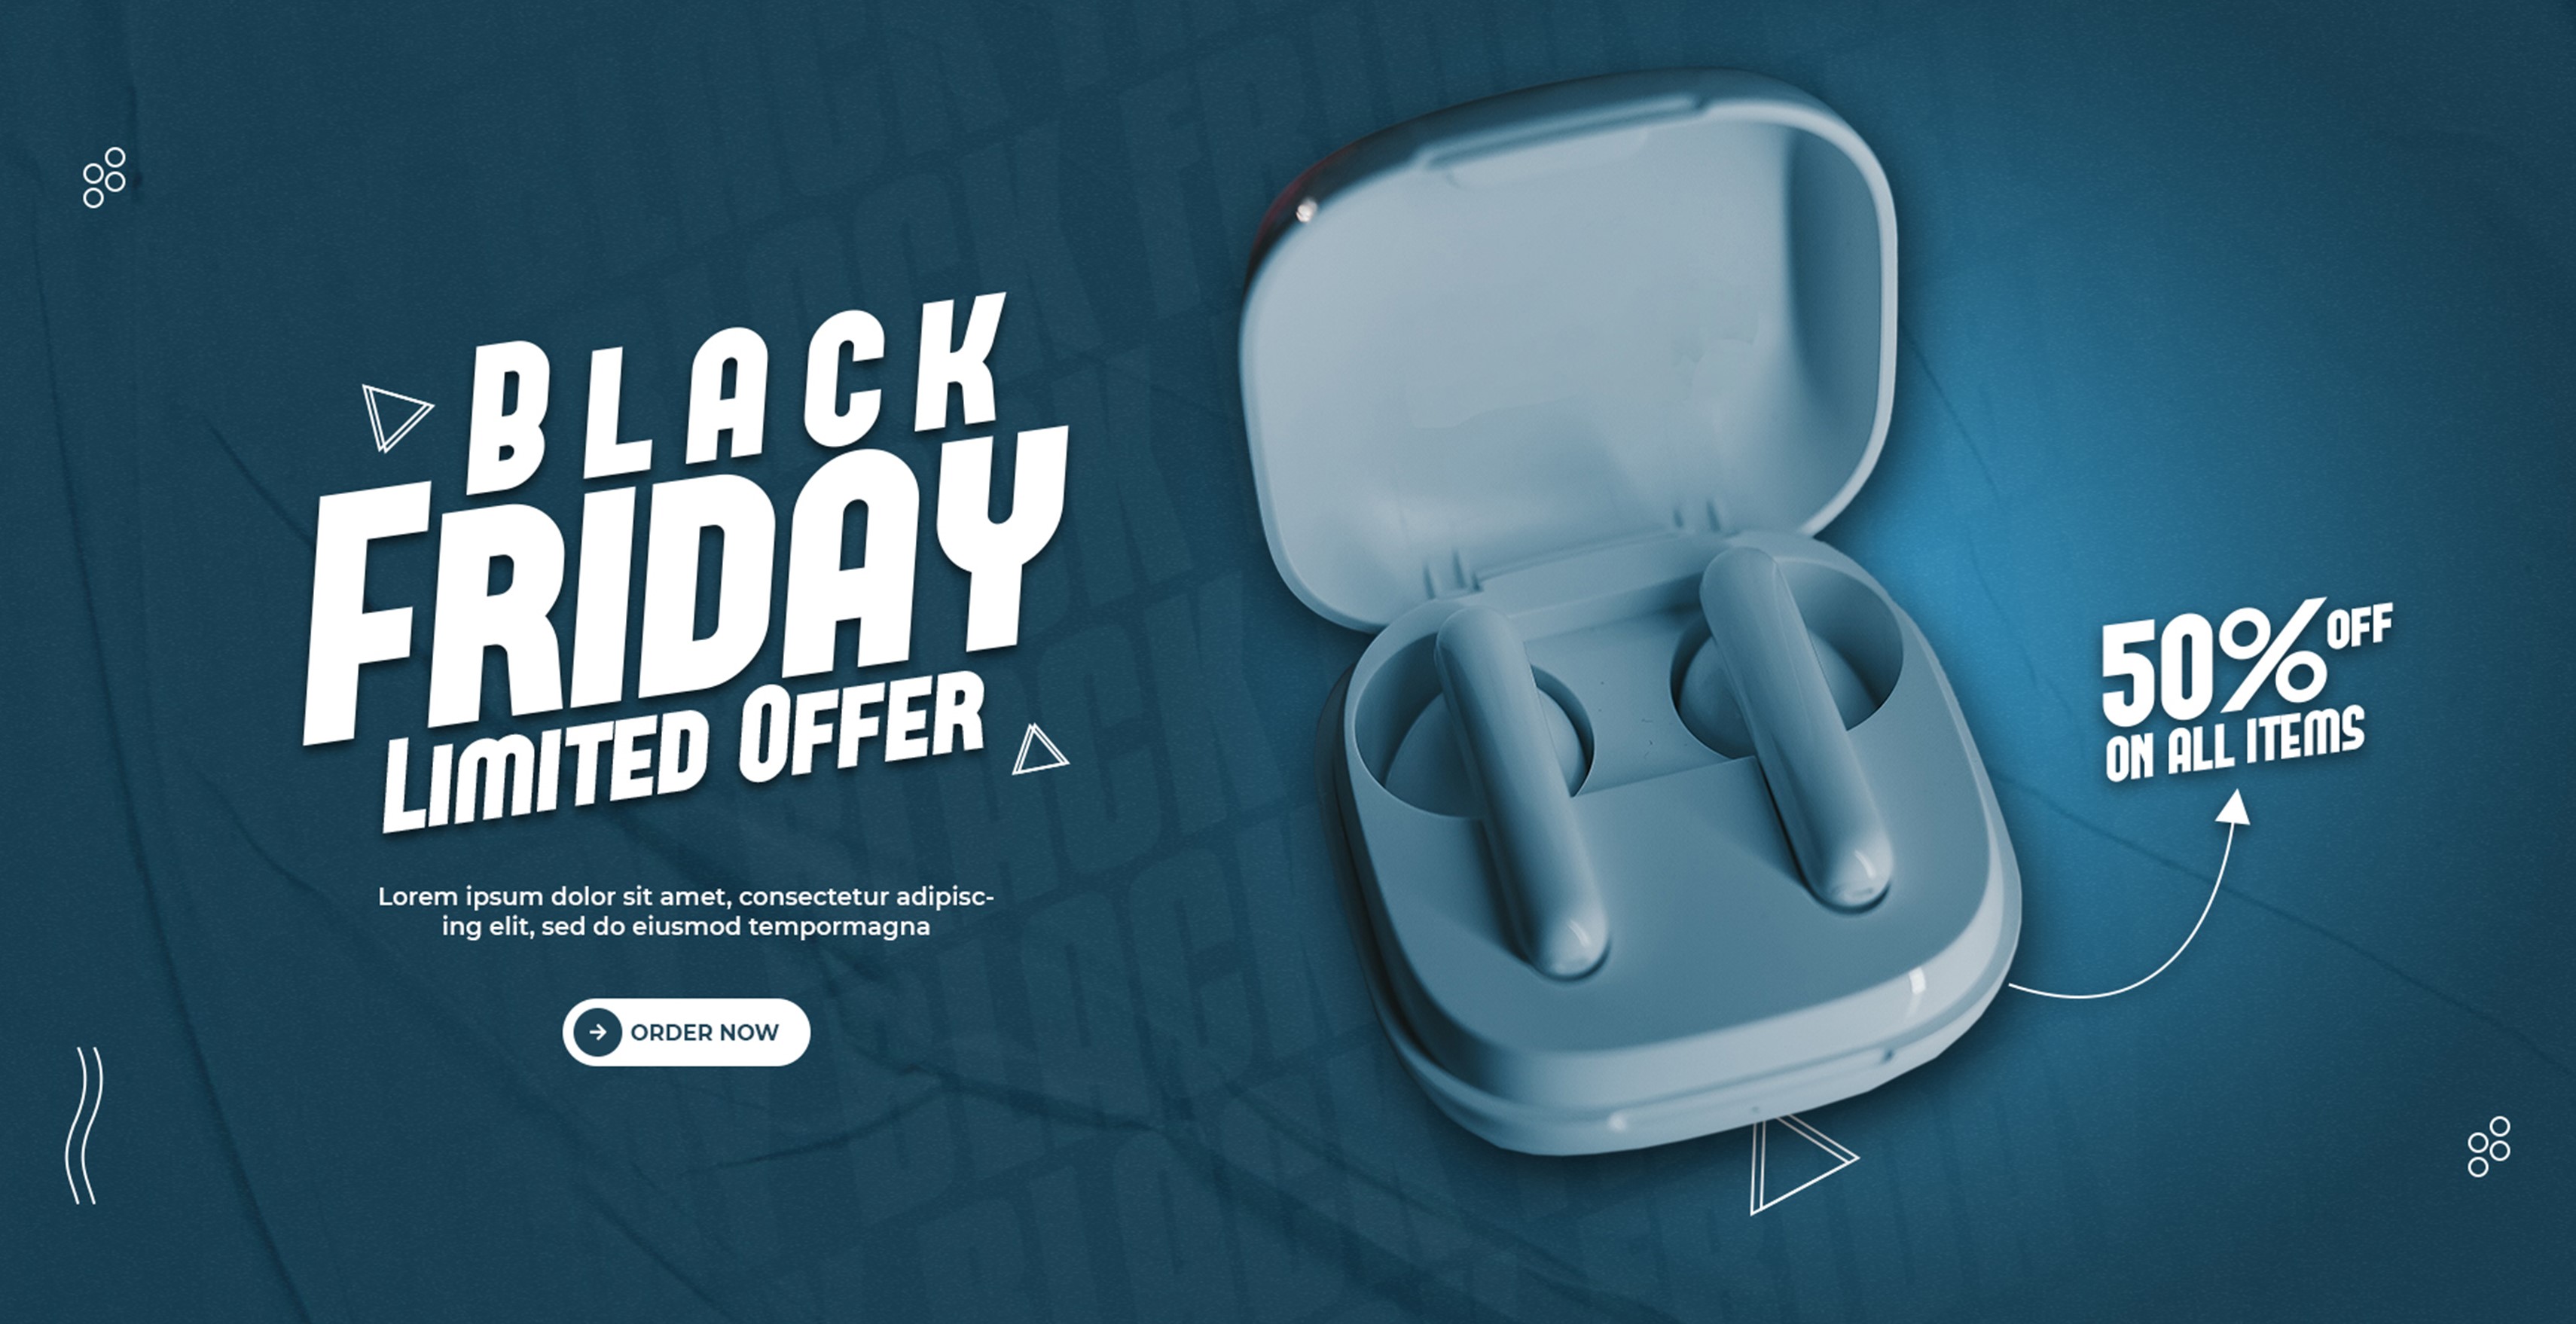 BLACK
FRIDAY
LIMITED OFFER
Lorem ipsum dolor sit amet, consectetur adipisc-
ing elit, sed do eiusmod tempormagna
ORDER NOW
50% OFF
ON ALL ITEMS